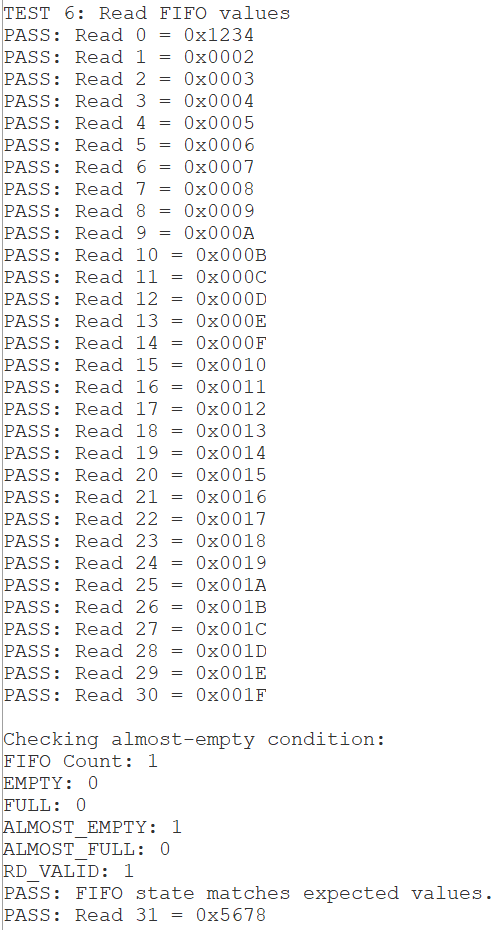 TEST 6: Read FIFO values
PASS: Read 0 = 0x1234
PASS: Read 1 = 0x0002
PASS: Read 2 = 0x0003
PASS: Read 3 = 0x0004
PASS: Read 4 = 0x0005
PASS: Read 5 = 0x0006
PASS: Read 6 = 0x0007
PASS: Read 7 = 0x0008
PASS: Read 8 = 0x0009
PASS: Read 9 = 0x000A
PASS: Read 10 = 0x000B
PASS: Read 11 = 0x000C
PASS: Read 12 = 0x000D
PASS: Read 13 = 0x000E
PASS: Read 14 = 0x000F
PASS: Read 15 = 0x0010
PASS: Read 16 = 0x0011
PASS: Read 17 = 0x0012
PASS: Read 18 = 0x0013
PASS: Read 19 = 0x0014
PASS: Read 20 = 0x0015
PASS: Read 21 = 0x0016
PASS: Read 22 = 0x0017
PASS: Read 23 = 0x0018
PASS: Read 24 = 0x0019
PASS: Read 25 = 0x001A
PASS: Read 26 = 0x001B
PASS: Read 27 = 0x001C
PASS: Read 28 = 0x001D
PASS: Read 29 = 0x001E
PASS: Read 30 = 0x001F
Checking almost-empty condition:
FIFO Count: 1
EMPTY: 0
FULL: 0
ALMOST_EMPTY: 1
ALMOST_FULL: 0
RD_VALID: 1
PASS: FIFO state matches expected values.
PASS: Read 31 = 0x5678